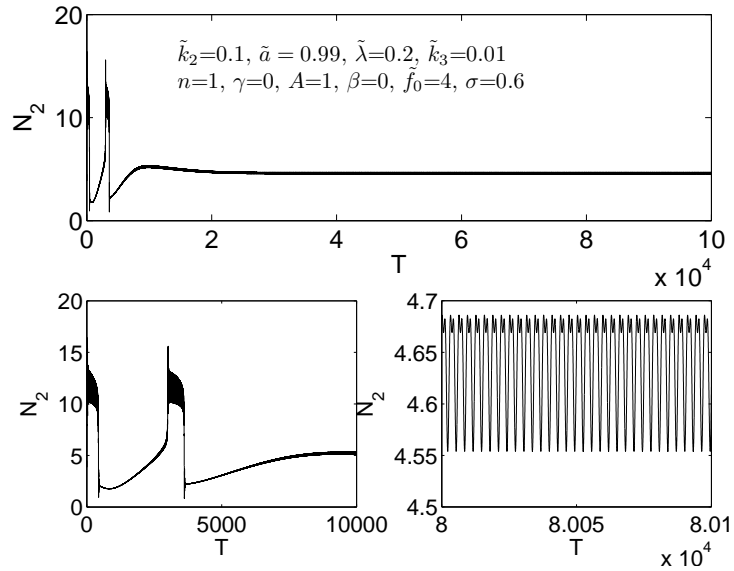 20
k̃₂=0.1, ã = 0.99, λ̃=0.2, k̃₃=0.01
n=1, γ=0, A=1, β=0, f̃₀=4, σ=0.6
N₂
10
0
0 2 4 6 8 10
T
x 10⁴
20
15
N₂
10
5
0
0 5000 10000
T
4.7
4.65
N₂
4.6
4.55
4.5
8 8.005 8.01
T
x 10⁴